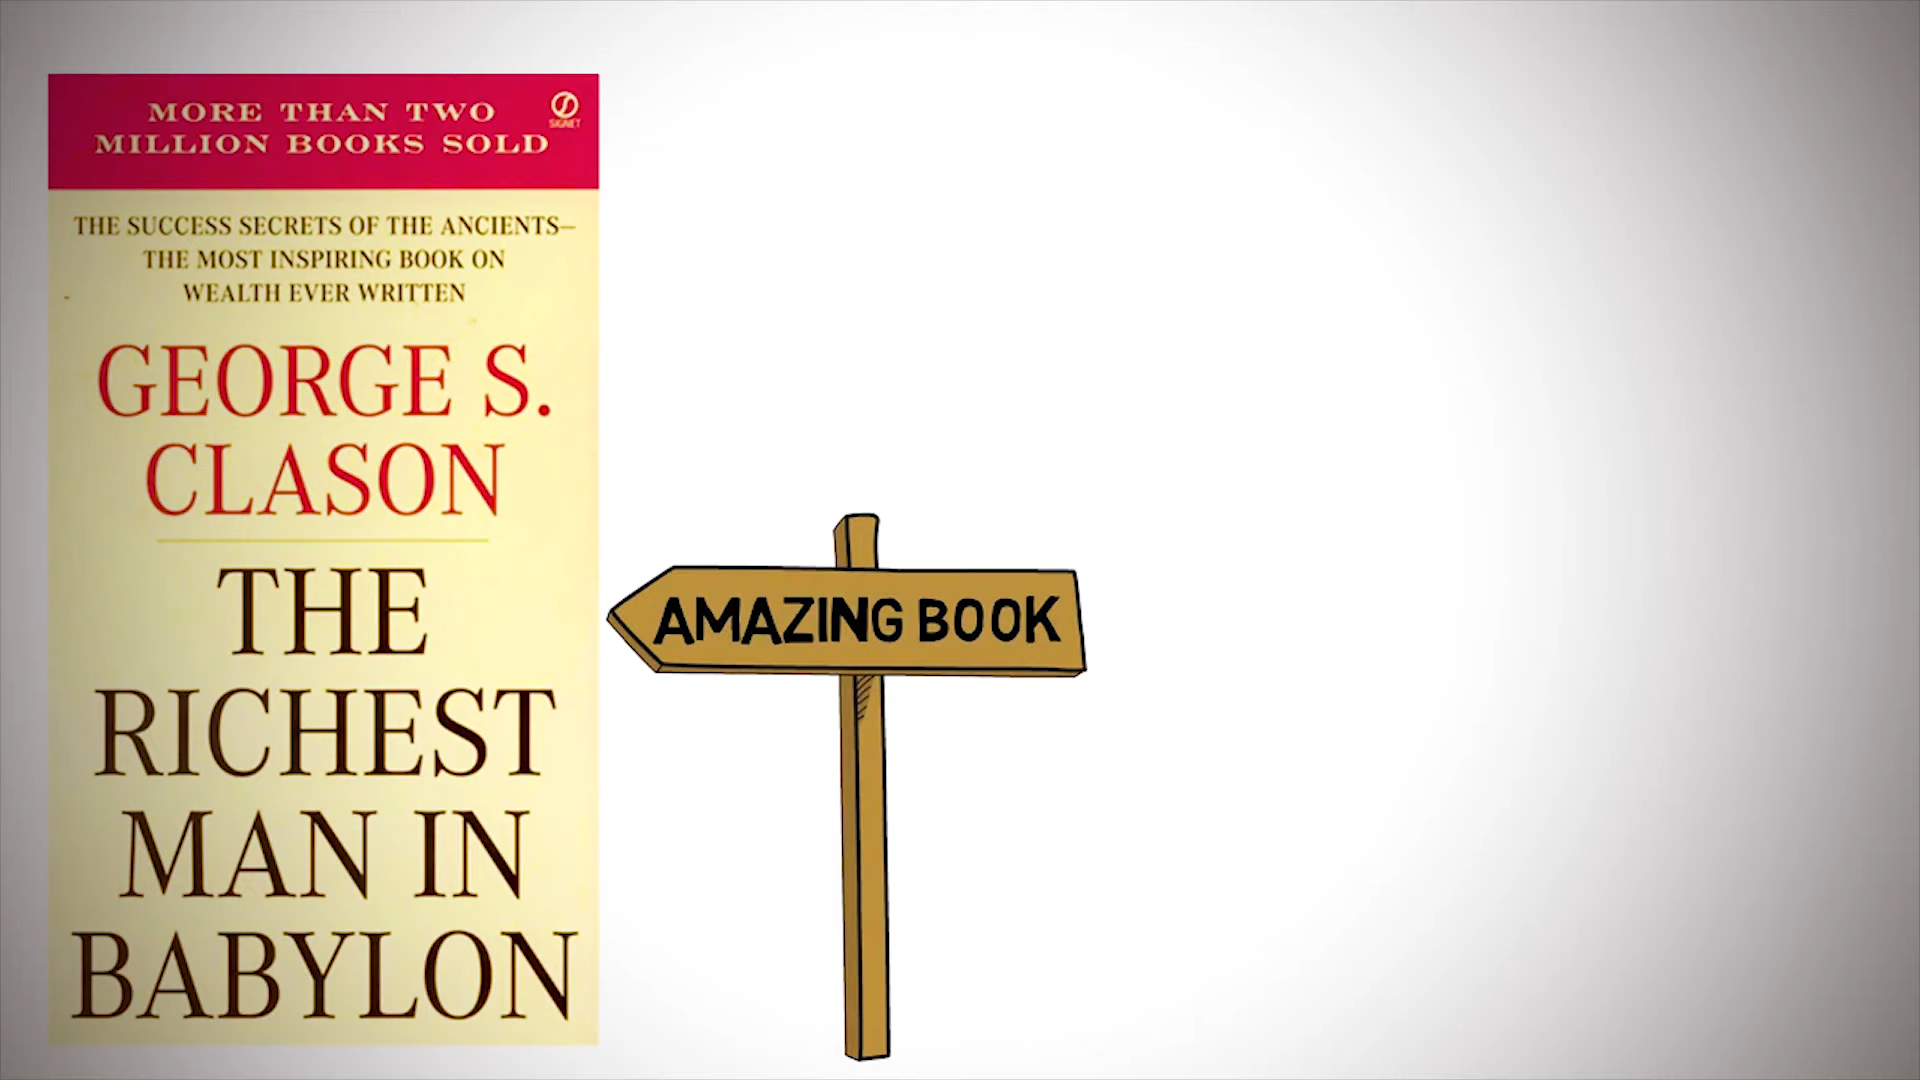 MORE THAN TWO
MILLION BOOKS SOLD
SIGNET
THE SUCCESS SECRETS OF THE ANCIENTS—
THE MOST INSPIRING BOOK ON
WEALTH EVER WRITTEN
GEORGE S.
CLASON
THE
RICHEST
MAN IN
BABYLON
AMAZING BOOK